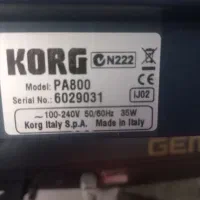 KORG N222
Model: PA800
Serial No.: 6029031
IJ02
~ 100-240V 50/60Hz 35W
Korg Italy S.p.A. Made in Italy
GEN